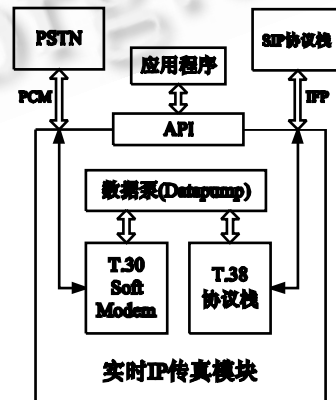 PSTN
应用程序
SIP协议栈
PCM
IFP
API
数据泵(Datapump)
T.30
Soft
Modem
T.38
协议栈
实时IP传真模块